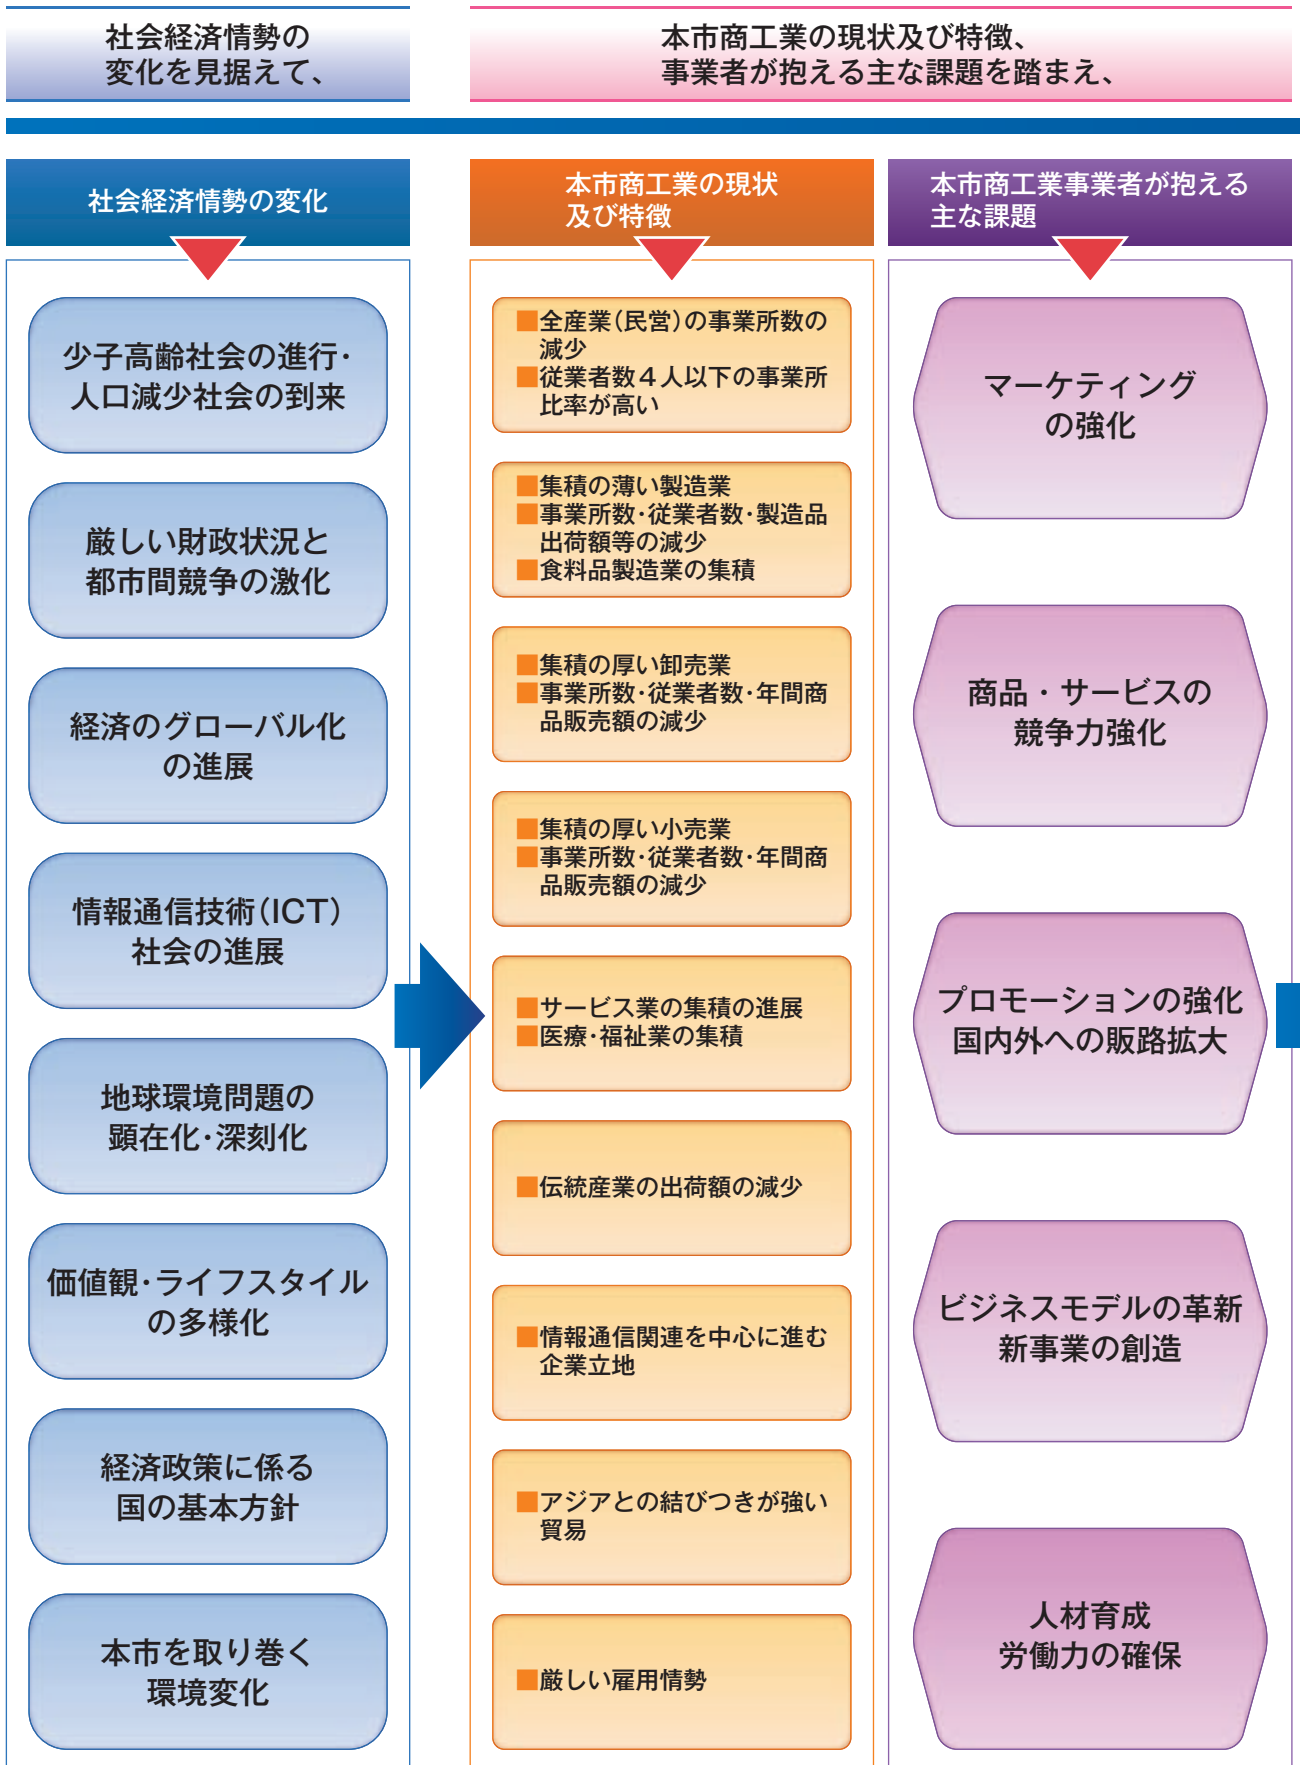 社会経済情勢の
変化を見据えて、
本市商工業の現状及び特徴、
事業者が抱える主な課題を踏まえ、
社会経済情勢の変化
少子高齢社会の進行・
人口減少社会の到来
厳しい財政状況と
都市間競争の激化
経済のグローバル化
の進展
情報通信技術（ICT）
社会の進展
地球環境問題の
顕在化・深刻化
価値観・ライフスタイル
の多様化
経済政策に係る
国の基本方針
本市を取り巻く
環境変化
本市商工業の現状
及び特徴
■全産業（民営）の事業所数の
減少
■従業者数４人以下の事業所
比率が高い
■集積の薄い製造業
■事業所数・従業者数・製造品
出荷額等の減少
■食料品製造業の集積
■集積の厚い卸売業
■事業所数・従業者数・年間商
品販売額の減少
■集積の厚い小売業
■事業所数・従業者数・年間商
品販売額の減少
■サービス業の集積の進展
■医療・福祉業の集積
■伝統産業の出荷額の減少
■情報通信関連を中心に進む
企業立地
■アジアとの結びつきが強い
貿易
■厳しい雇用情勢
本市商工業事業者が抱える
主な課題
マーケティング
の強化
商品・サービスの
競争力強化
プロモーションの強化
国内外への販路拡大
ビジネスモデルの革新
新事業の創造
人材育成
労働力の確保